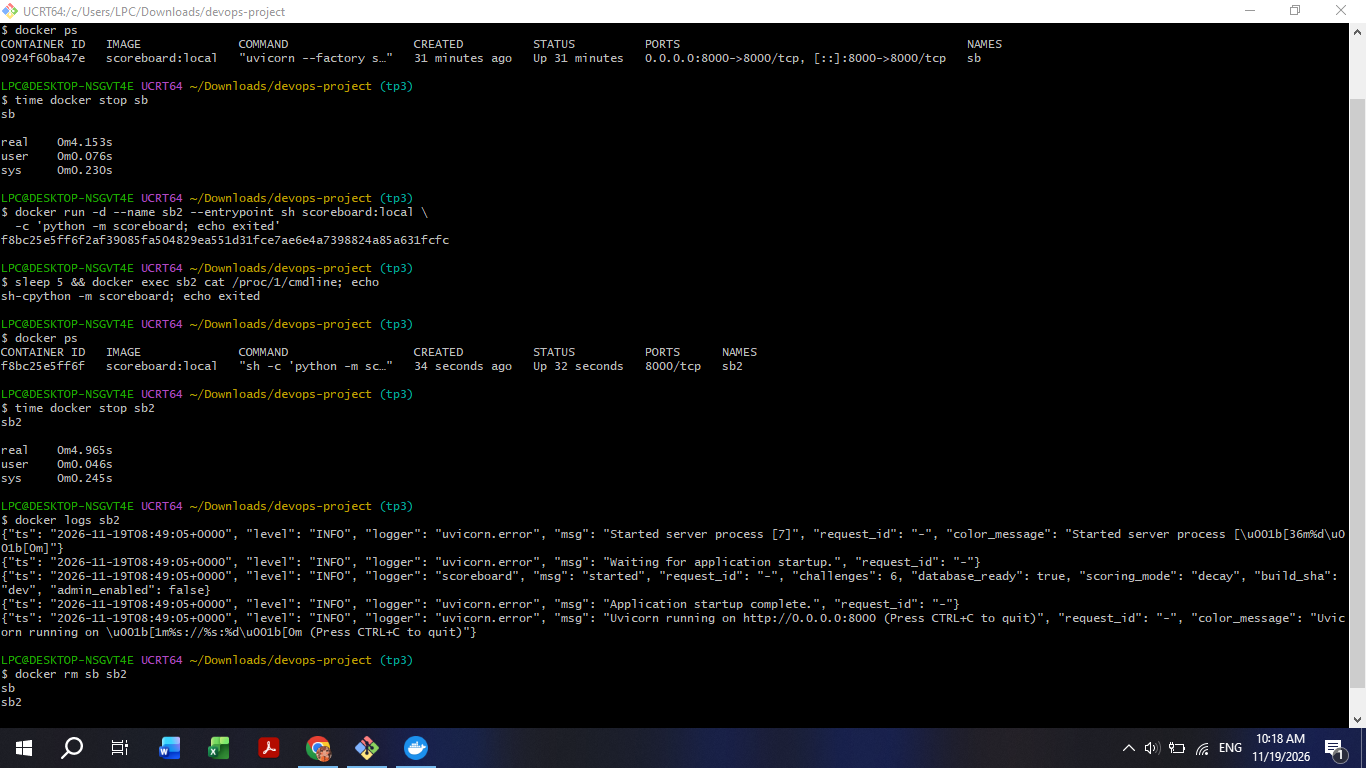 UCRT64:/c/Users/LPC/Downloads/devops-project
$ docker ps
CONTAINER ID   IMAGE              COMMAND                  CREATED          STATUS          PORTS                                         NAMES
0924f60ba47e   scoreboard:local   "uvicorn --factory s…"   31 minutes ago   Up 31 minutes   0.0.0.0:8000->8000/tcp, [::]:8000->8000/tcp   sb
LPC@DESKTOP-NSGVT4E UCRT64 ~/Downloads/devops-project (tp3)
$ time docker stop sb
sb
real    0m4.153s
user    0m0.076s
sys     0m0.230s
LPC@DESKTOP-NSGVT4E UCRT64 ~/Downloads/devops-project (tp3)
$ docker run -d --name sb2 --entrypoint sh scoreboard:local \
  -c 'python -m scoreboard; echo exited'
f8bc25e5ff6f2af39085fa504829ea551d31fce7ae6e4a7398824a85a631fcfc
LPC@DESKTOP-NSGVT4E UCRT64 ~/Downloads/devops-project (tp3)
$ sleep 5 && docker exec sb2 cat /proc/1/cmdline; echo
sh-cpython -m scoreboard; echo exited
LPC@DESKTOP-NSGVT4E UCRT64 ~/Downloads/devops-project (tp3)
$ docker ps
CONTAINER ID   IMAGE              COMMAND                  CREATED          STATUS          PORTS      NAMES
f8bc25e5ff6f   scoreboard:local   "sh -c 'python -m sc…"   34 seconds ago   Up 32 seconds   8000/tcp   sb2
LPC@DESKTOP-NSGVT4E UCRT64 ~/Downloads/devops-project (tp3)
$ time docker stop sb2
sb2
real    0m4.965s
user    0m0.046s
sys     0m0.245s
LPC@DESKTOP-NSGVT4E UCRT64 ~/Downloads/devops-project (tp3)
$ docker logs sb2
{"ts": "2026-11-19T08:49:05+0000", "level": "INFO", "logger": "uvicorn.error", "msg": "Started server process [7]", "request_id": "-", "color_message": "Started server process [\u001b[36m%d\u0
01b[0m]"}
{"ts": "2026-11-19T08:49:05+0000", "level": "INFO", "logger": "uvicorn.error", "msg": "Waiting for application startup.", "request_id": "-"}
{"ts": "2026-11-19T08:49:05+0000", "level": "INFO", "logger": "scoreboard", "msg": "started", "request_id": "-", "challenges": 6, "database_ready": true, "scoring_mode": "decay", "build_sha":
"dev", "admin_enabled": false}
{"ts": "2026-11-19T08:49:05+0000", "level": "INFO", "logger": "uvicorn.error", "msg": "Application startup complete.", "request_id": "-"}
{"ts": "2026-11-19T08:49:05+0000", "level": "INFO", "logger": "uvicorn.error", "msg": "Uvicorn running on http://0.0.0.0:8000 (Press CTRL+C to quit)", "request_id": "-", "color_message": "Uvic
orn running on \u001b[1m%s://%s:%d\u001b[0m (Press CTRL+C to quit)"}
LPC@DESKTOP-NSGVT4E UCRT64 ~/Downloads/devops-project (tp3)
$ docker rm sb sb2
sb
sb2
ENG
10:18 AM
11/19/2026
1